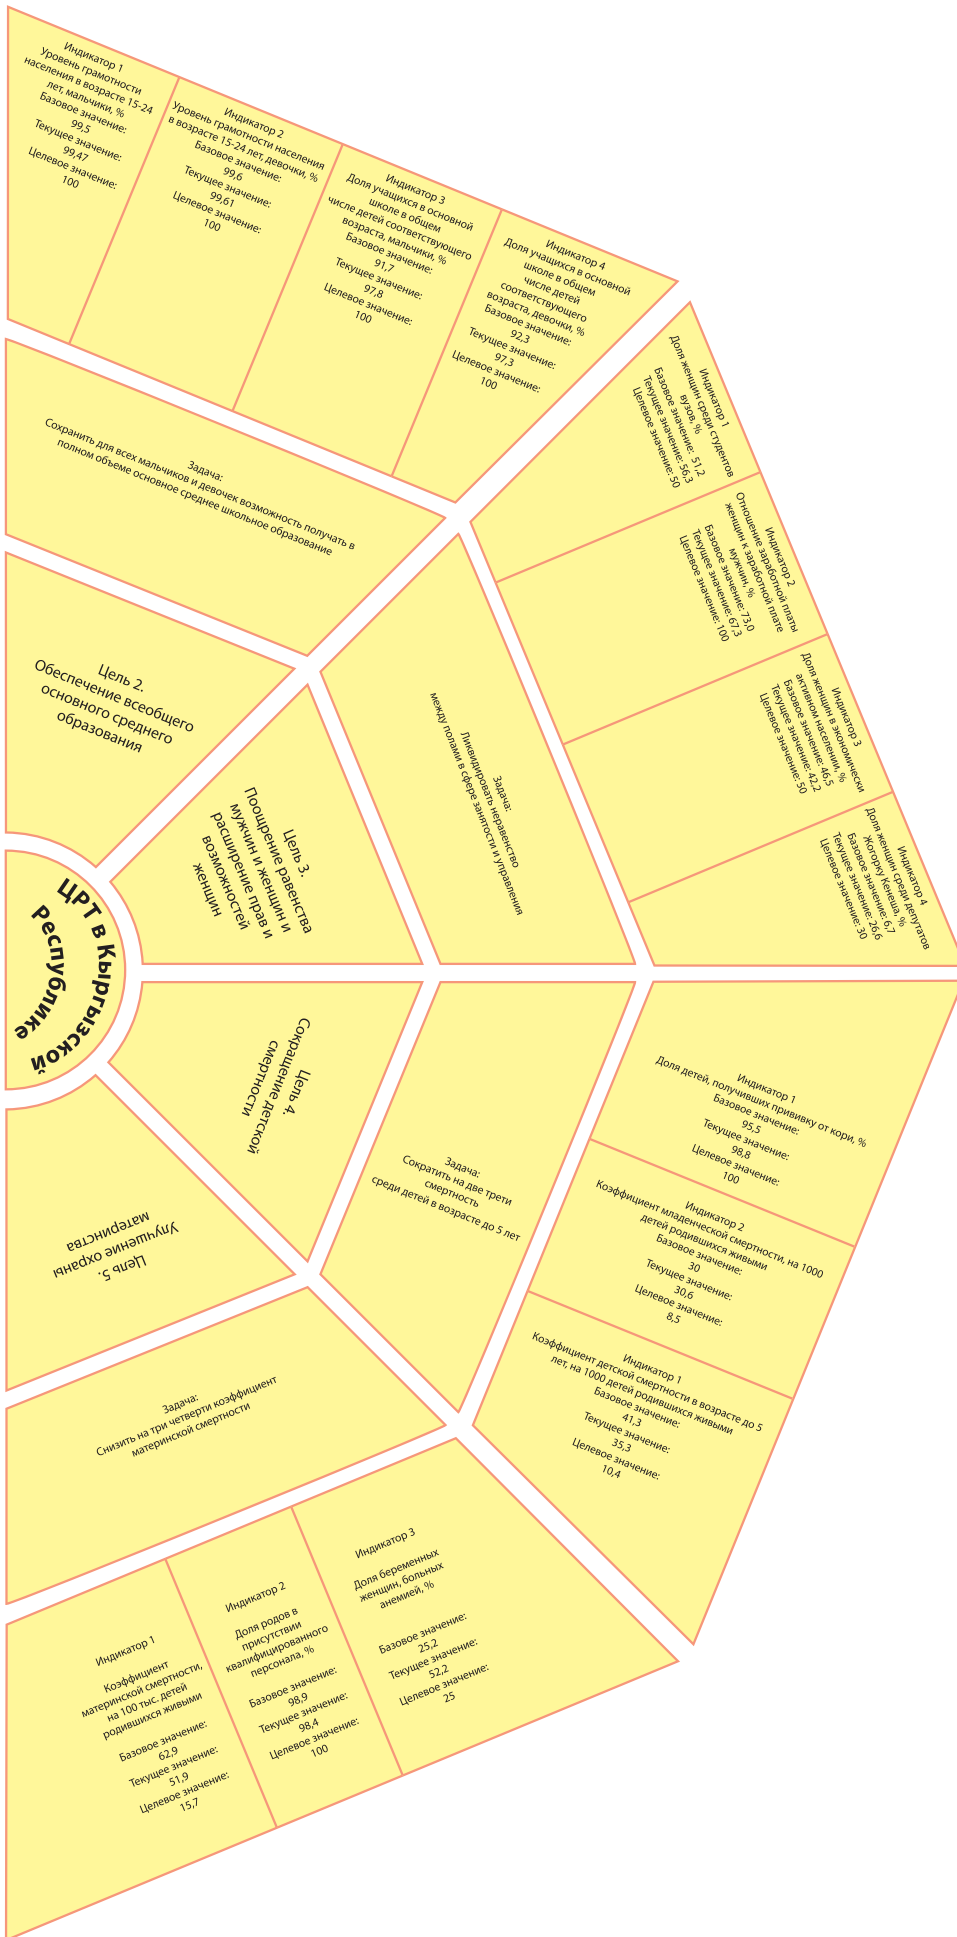 ЦРТ в Кыргызской
Республике
Цель 2.
Обеспечение всеобщего
основного среднего
образования
Задача:
Сохранить для всех мальчиков и девочек возможность получать в
полном объеме основное среднее школьное образование
Индикатор 1
Уровень грамотности
населения в возрасте 15-24
лет, мальчики, %
Базовое значение:
99,5
Текущее значение:
99,47
Целевое значение:
100
Индикатор 2
Уровень грамотности населения
в возрасте 15-24 лет, девочки, %
Базовое значение:
99,6
Текущее значение:
99,61
Целевое значение:
100
Индикатор 3
Доля учащихся в основной
школе в общем
числе детей соответствующего
возраста, мальчики, %
Базовое значение:
91,7
Текущее значение:
97,8
Целевое значение:
100
Индикатор 4
Доля учащихся в основной
школе в общем
числе детей
соответствующего
возраста, девочки, %
Базовое значение:
92,3
Текущее значение:
97,3
Целевое значение:
100
Цель 3.
Поощрение равенства
мужчин и женщин и
расширение прав и
возможностей
женщин
Задача:
Ликвидировать неравенство
между полами в сфере занятости и управления
Индикатор 1
Доля женщин среди студентов
вузов, %
Базовое значение: 51,2
Текущее значение: 56,3
Целевое значение: 50
Индикатор 2
Отношение заработной платы
женщин к заработной плате
мужчин, %
Базовое значение: 73,0
Текущее значение: 67,3
Целевое значение: 100
Индикатор 3
Доля женщин в экономически
активном населении, %
Базовое значение: 46,5
Текущее значение: 42,2
Целевое значение: 50
Индикатор 4
Доля женщин среди депутатов
Жогорку Кенеша, %
Базовое значение: 6,7
Текущее значение: 26,6
Целевое значение: 30
Цель 4.
Сокращение детской
смертности
Задача:
Сократить на две трети
смертность
среди детей в возрасте до 5 лет
Индикатор 1
Доля детей, получивших прививку от кори, %
Базовое значение:
95,5
Текущее значение:
98,8
Целевое значение:
100
Индикатор 2
Коэффициент младенческой смертности, на 1000
детей родившихся живыми
Базовое значение:
30
Текущее значение:
30,6
Целевое значение:
8,5
Индикатор 1
Коэффициент детской смертности в возрасте до 5
лет, на 1000 детей родившихся живыми
Базовое значение:
41,3
Текущее значение:
35,3
Целевое значение:
10,4
Цель 5.
Улучшение охраны
материнства
Задача:
Снизить на три четверти коэффициент
материнской смертности
Индикатор 1
Коэффициент
материнской смертности,
на 100 тыс. детей
родившихся живыми
Базовое значение:
62,9
Текущее значение:
51,9
Целевое значение:
15,7
Индикатор 2
Доля родов в
присутствии
квалифицированного
персонала, %
Базовое значение:
98,9
Текущее значение:
98,4
Целевое значение:
100
Индикатор 3
Доля беременных
женщин, больных
анемией, %
Базовое значение:
25,2
Текущее значение:
52,2
Целевое значение:
25